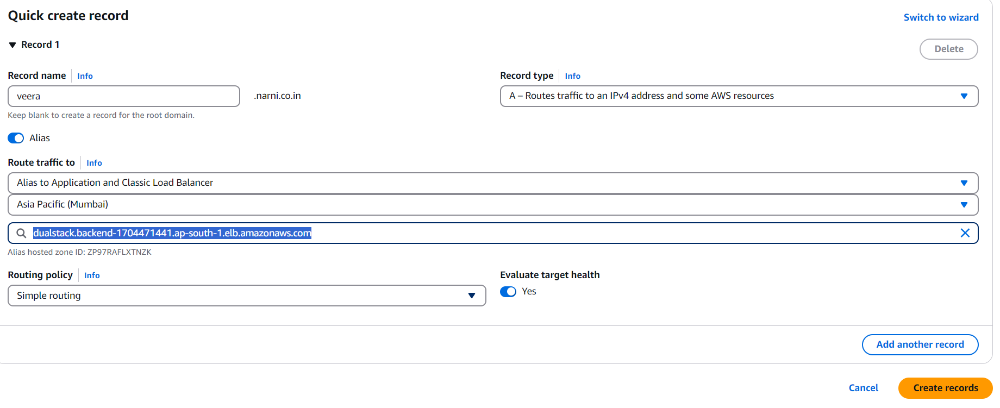 Quick create record
Switch to wizard
Record 1
Delete
Record name Info
Record type Info
veera .narni.co.in
A – Routes traffic to an IPv4 address and some AWS resources
Keep blank to create a record for the root domain.
Alias
Route traffic to Info
Alias to Application and Classic Load Balancer
Asia Pacific (Mumbai)
dualstack.backend-1704471441.ap-south-1.elb.amazonaws.com
Alias hosted zone ID: ZP97RAFLXTNZK
Routing policy Info
Evaluate target health
Simple routing
Yes
Add another record
Cancel
Create records